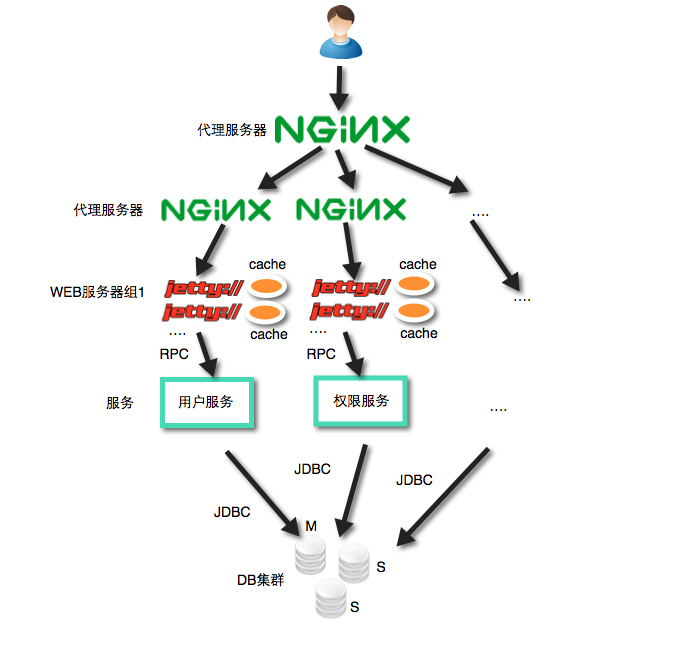 代理服务器 NGINX
代理服务器 NGINX NGINX ....
cache cache
WEB服务器组1 jetty:// jetty:// ....
jetty:// jetty://
.... cache .... cache
RPC RPC
服务 用户服务 权限服务 ....
JDBC JDBC
JDBC
M
S
DB集群
S